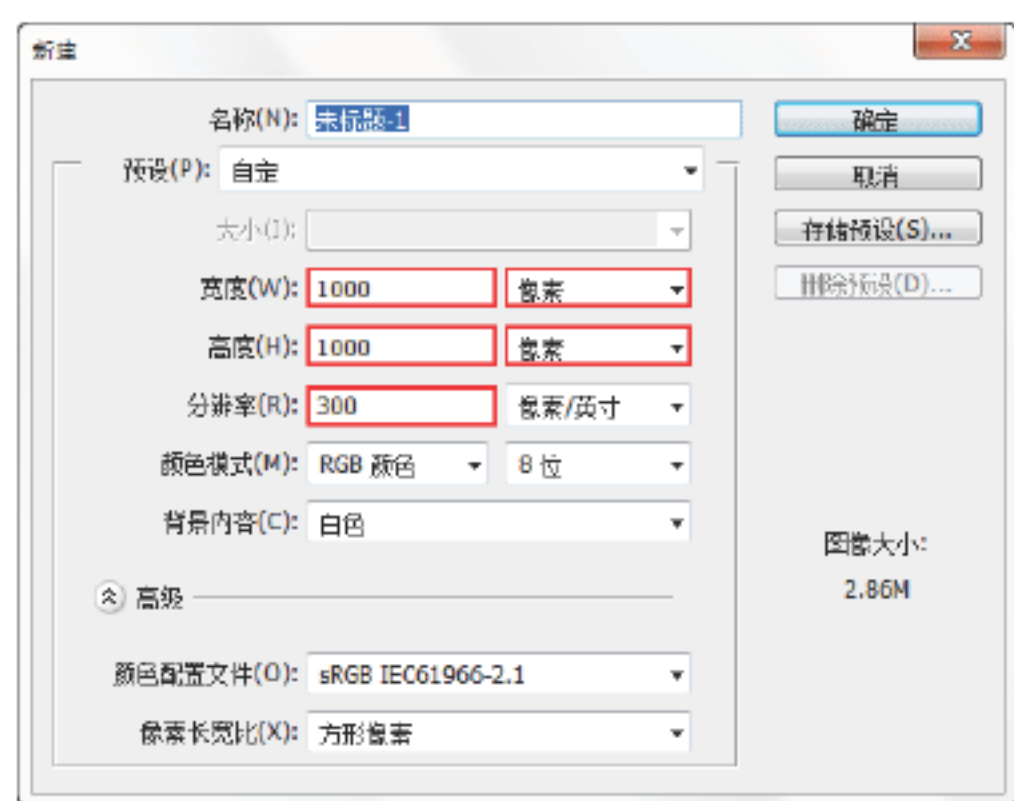 新建
名称(N): 未标题-1
确定
预设(P): 自定
取消
大小(I):
存储预设(S)...
宽度(W): 1000 像素
删除预设(D)...
高度(H): 1000 像素
分辨率(R): 300 像素/英寸
颜色模式(M): RGB 颜色 8 位
背景内容(C): 白色
图像大小:
2.86M
高级
颜色配置文件(O): sRGB IEC61966-2.1
像素长宽比(X): 方形像素